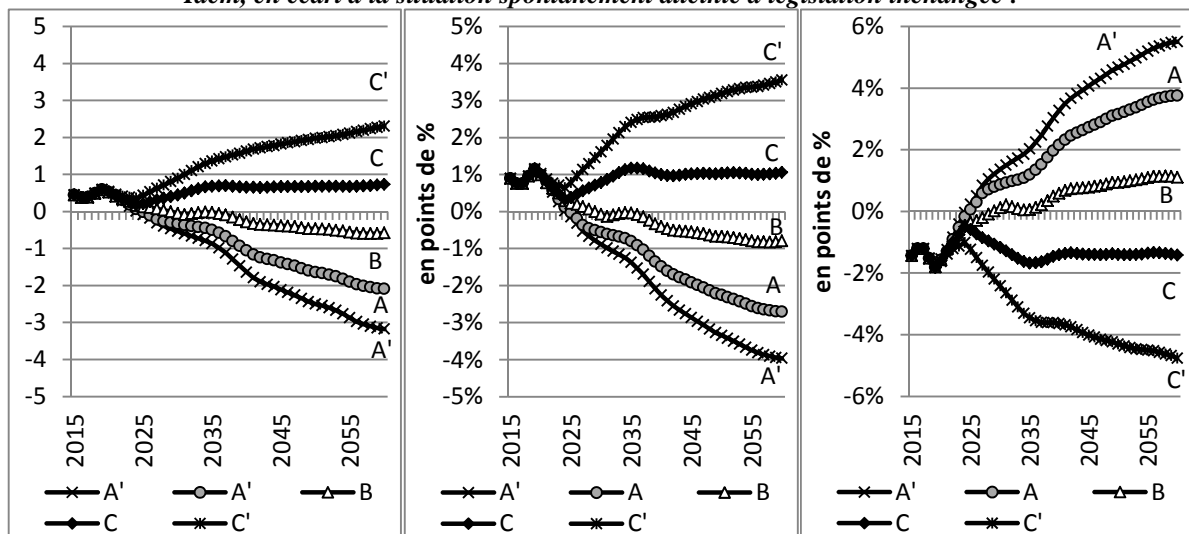 Idem, en écart à la situation spontanément atteinte à législation inchangée :
5
4
3
2
1
0
-1
-2
-3
-4
-5
C'
C
B
A
A'
2015
2025
2035
2045
2055
A' A' B
C C'
en points de %
5%
4%
3%
2%
1%
0%
-1%
-2%
-3%
-4%
-5%
C'
C
B
A
A'
2015
2025
2035
2045
2055
A' A B
C C'
en points de %
6%
4%
2%
0%
-2%
-4%
-6%
A'
A
B
C
C'
2015
2025
2035
2045
2055
A' A B
C C'